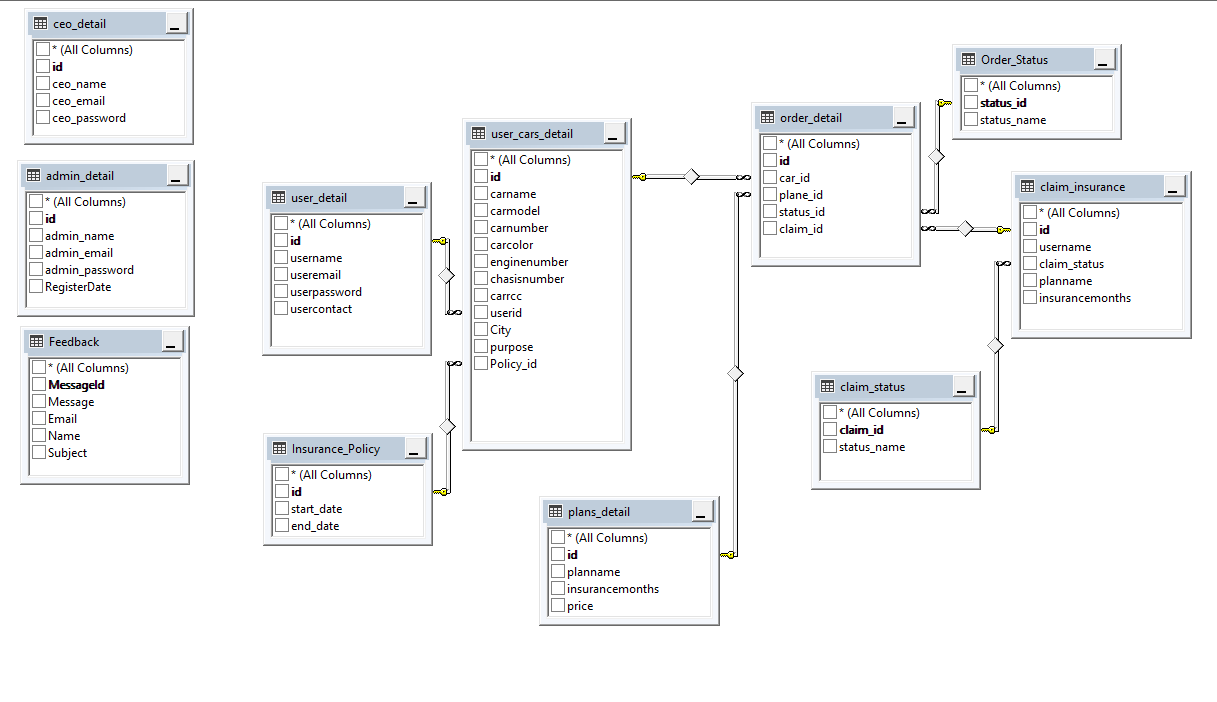 ceo_detail
* (All Columns)
id
ceo_name
ceo_email
ceo_password
admin_detail
* (All Columns)
id
admin_name
admin_email
admin_password
RegisterDate
Feedback
* (All Columns)
MessageId
Message
Email
Name
Subject
user_detail
* (All Columns)
id
username
useremail
userpassword
usercontact
Insurance_Policy
* (All Columns)
id
start_date
end_date
user_cars_detail
* (All Columns)
id
carname
carmodel
carnumber
carcolor
enginenumber
chasisnumber
carrcc
userid
City
purpose
Policy_id
plans_detail
* (All Columns)
id
planname
insurancemonths
price
order_detail
* (All Columns)
id
car_id
plane_id
status_id
claim_id
Order_Status
* (All Columns)
status_id
status_name
claim_insurance
* (All Columns)
id
username
claim_status
planname
insurancemonths
claim_status
* (All Columns)
claim_id
status_name